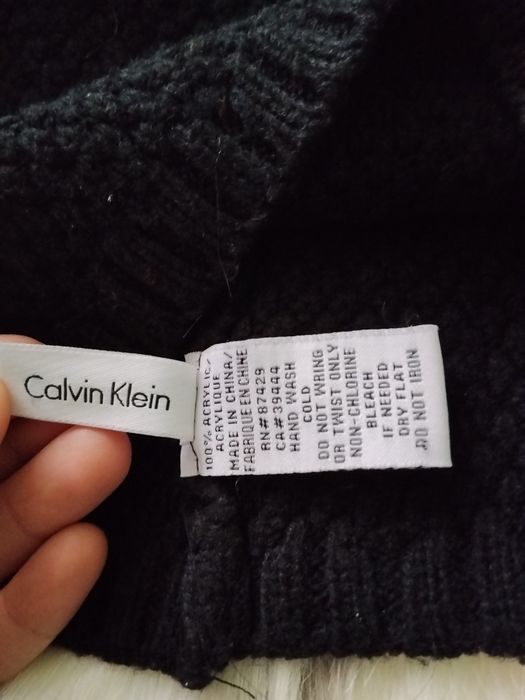 Calvin Klein
100% ACRYLIC/
ACRYLIQUE
MADE IN CHINA/
FABRIQUE EN CHINE
RN# 87429
CA# 39444
HAND WASH
COLD
DO NOT WRING
OR TWIST ONLY
NON-CHLORINE
BLEACH
IF NEEDED
DRY FLAT
DO NOT IRON